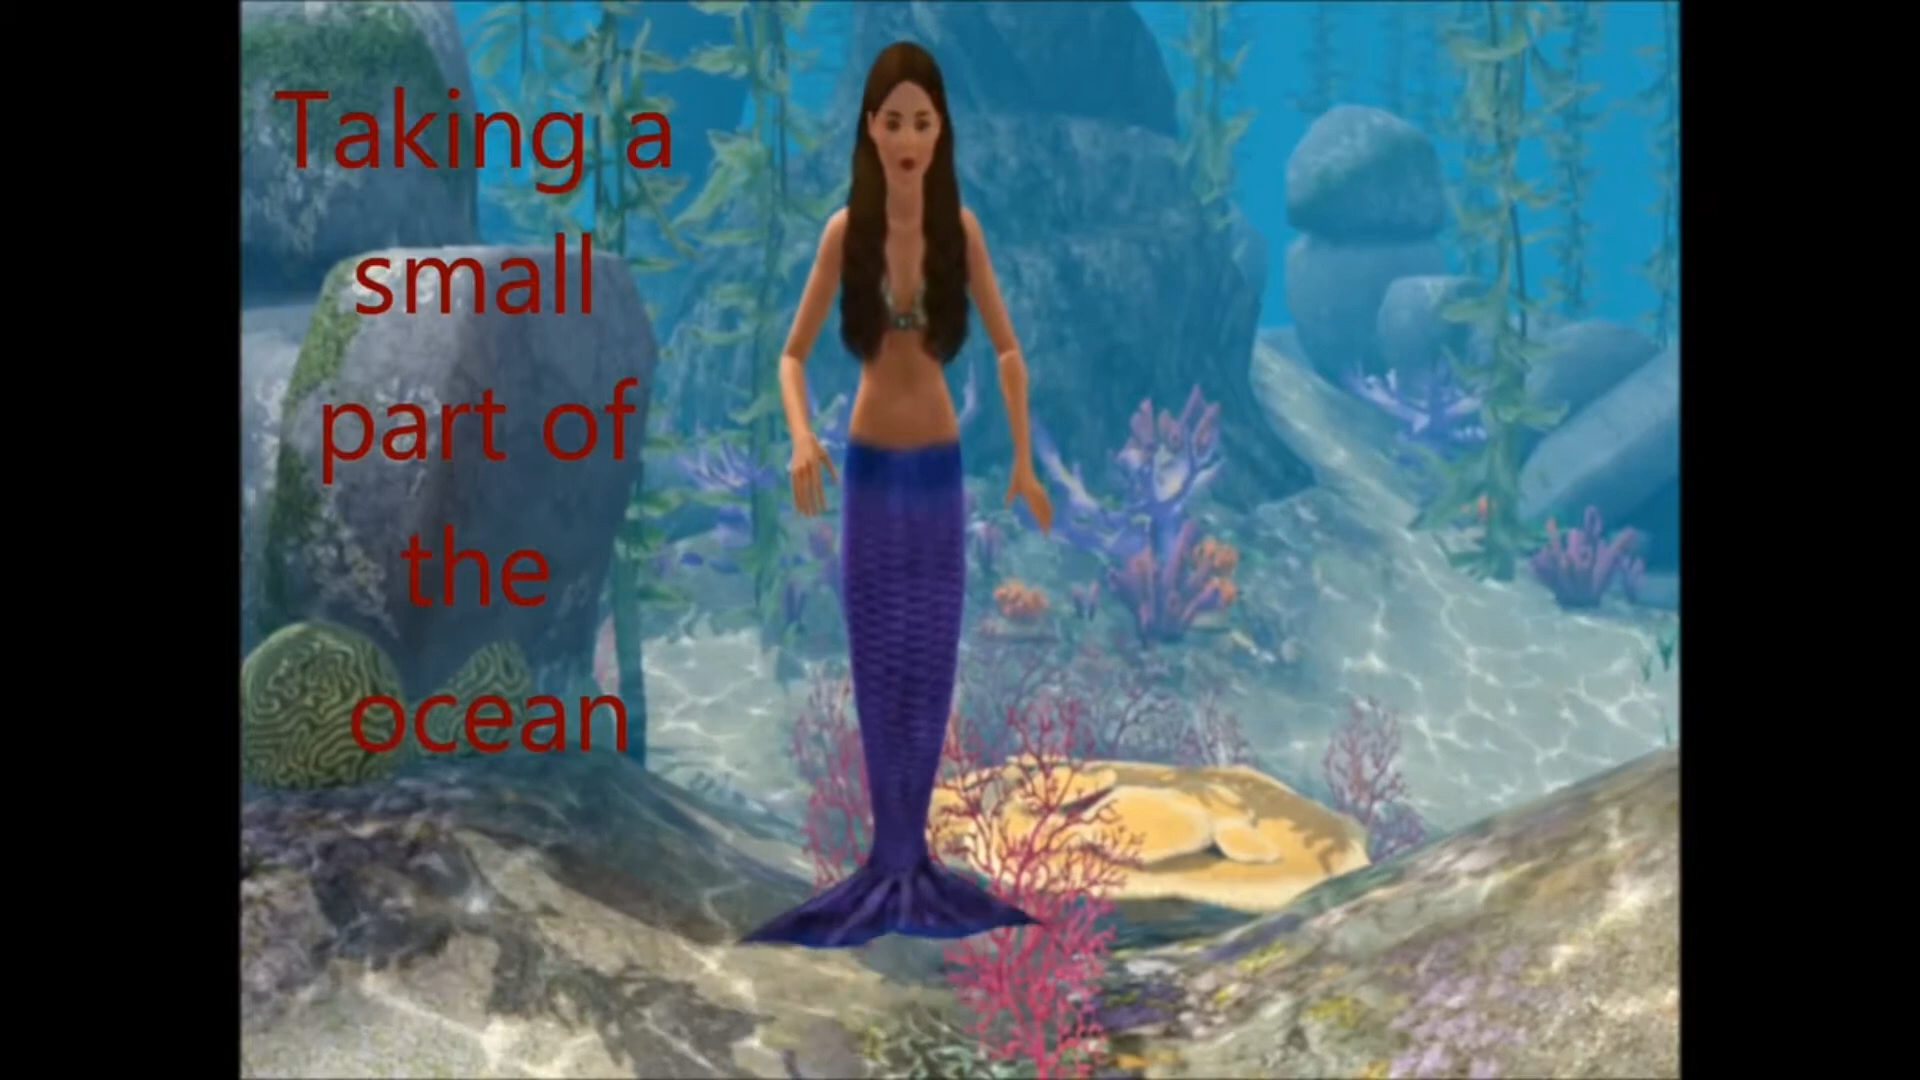 Taking a
small
part of
the
ocean